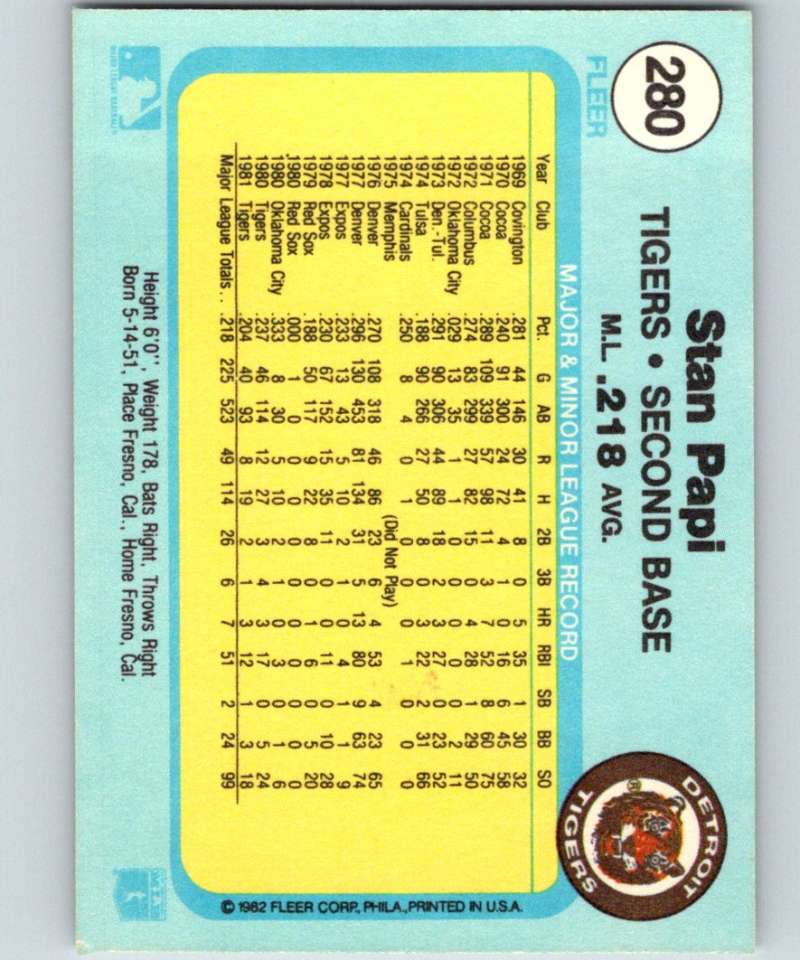 280
FLEER
Stan Papi
TIGERS • SECOND BASE
M.L. .218 AVG.
DETROIT TIGERS
®
MAJOR & MINOR LEAGUE RECORD
Year Club Pct. G AB R H 2B 3B HR RBI SB BB SO
1969 Covington .281 44 146 30 41 8 0 5 35 1 30 32
1970 Cocoa .240 91 300 24 72 4 1 0 16 6 45 58
1971 Cocoa .289 109 339 57 98 11 3 7 52 8 60 75
1972 Columbus .274 83 299 27 82 15 0 4 28 1 29 50
1972 Oklahoma City .029 13 35 1 1 0 0 0 0 0 2 11
1973 Den.-Tul. .291 90 306 44 89 18 2 3 27 0 23 52
1974 Tulsa .188 90 266 27 50 8 0 3 22 2 31 66
1974 Cardinals .250 8 4 0 1 0 0 0 1 0 0 0
1975 Memphis (Did Not Play)
1976 Denver .270 108 318 46 86 23 6 4 53 4 23 65
1977 Denver .296 130 453 81 134 31 5 13 80 9 63 74
1977 Expos .233 13 43 5 10 2 1 0 4 1 1 9
1978 Expos .230 67 152 15 35 11 0 0 11 0 10 28
1979 Red Sox .188 50 117 9 22 8 0 1 6 0 5 20
1980 Red Sox .000 1 0 0 0 0 0 0 0 0 0 0
1980 Oklahoma City .333 8 30 5 10 2 1 0 3 0 1 6
1980 Tigers .237 46 114 12 27 3 4 3 17 0 5 24
1981 Tigers .204 40 93 8 19 2 1 3 12 1 3 18
Major League Totals . . .218 225 523 49 114 26 6 7 51 2 24 99
© 1982 FLEER CORP., PHILA., PRINTED IN U.S.A.
Height 6'0'', Weight 178, Bats Right, Throws Right
Born 5-14-51, Place Fresno, Cal., Home Fresno, Cal.